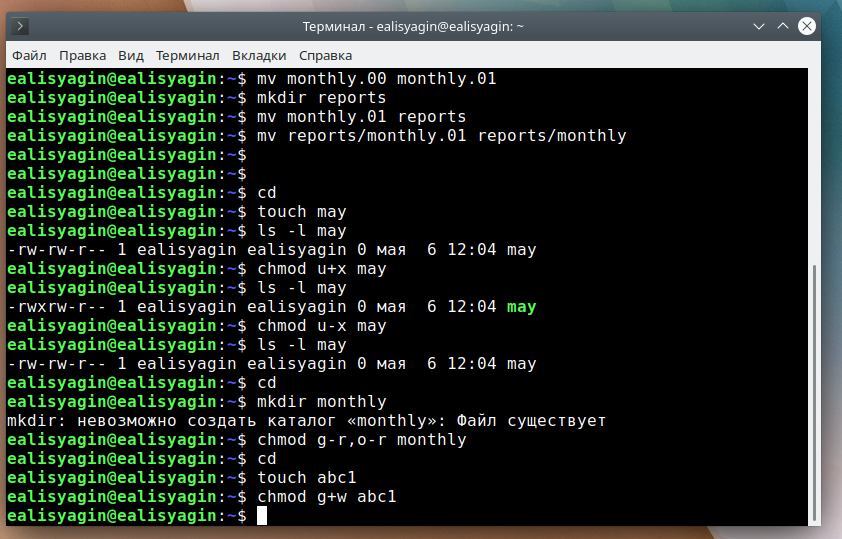 Терминал - ealisyagin@ealisyagin: ~
Файл Правка Вид Терминал Вкладки Справка
ealisyagin@ealisyagin:~$ mv monthly.00 monthly.01
ealisyagin@ealisyagin:~$ mkdir reports
ealisyagin@ealisyagin:~$ mv monthly.01 reports
ealisyagin@ealisyagin:~$ mv reports/monthly.01 reports/monthly
ealisyagin@ealisyagin:~$
ealisyagin@ealisyagin:~$
ealisyagin@ealisyagin:~$ cd
ealisyagin@ealisyagin:~$ touch may
ealisyagin@ealisyagin:~$ ls -l may
-rw-rw-r-- 1 ealisyagin ealisyagin 0 мая  6 12:04 may
ealisyagin@ealisyagin:~$ chmod u+x may
ealisyagin@ealisyagin:~$ ls -l may
-rwxrw-r-- 1 ealisyagin ealisyagin 0 мая  6 12:04 may
ealisyagin@ealisyagin:~$ chmod u-x may
ealisyagin@ealisyagin:~$ ls -l may
-rw-rw-r-- 1 ealisyagin ealisyagin 0 мая  6 12:04 may
ealisyagin@ealisyagin:~$ cd
ealisyagin@ealisyagin:~$ mkdir monthly
mkdir: невозможно создать каталог «monthly»: Файл существует
ealisyagin@ealisyagin:~$ chmod g-r,o-r monthly
ealisyagin@ealisyagin:~$ cd
ealisyagin@ealisyagin:~$ touch abc1
ealisyagin@ealisyagin:~$ chmod g+w abc1
ealisyagin@ealisyagin:~$